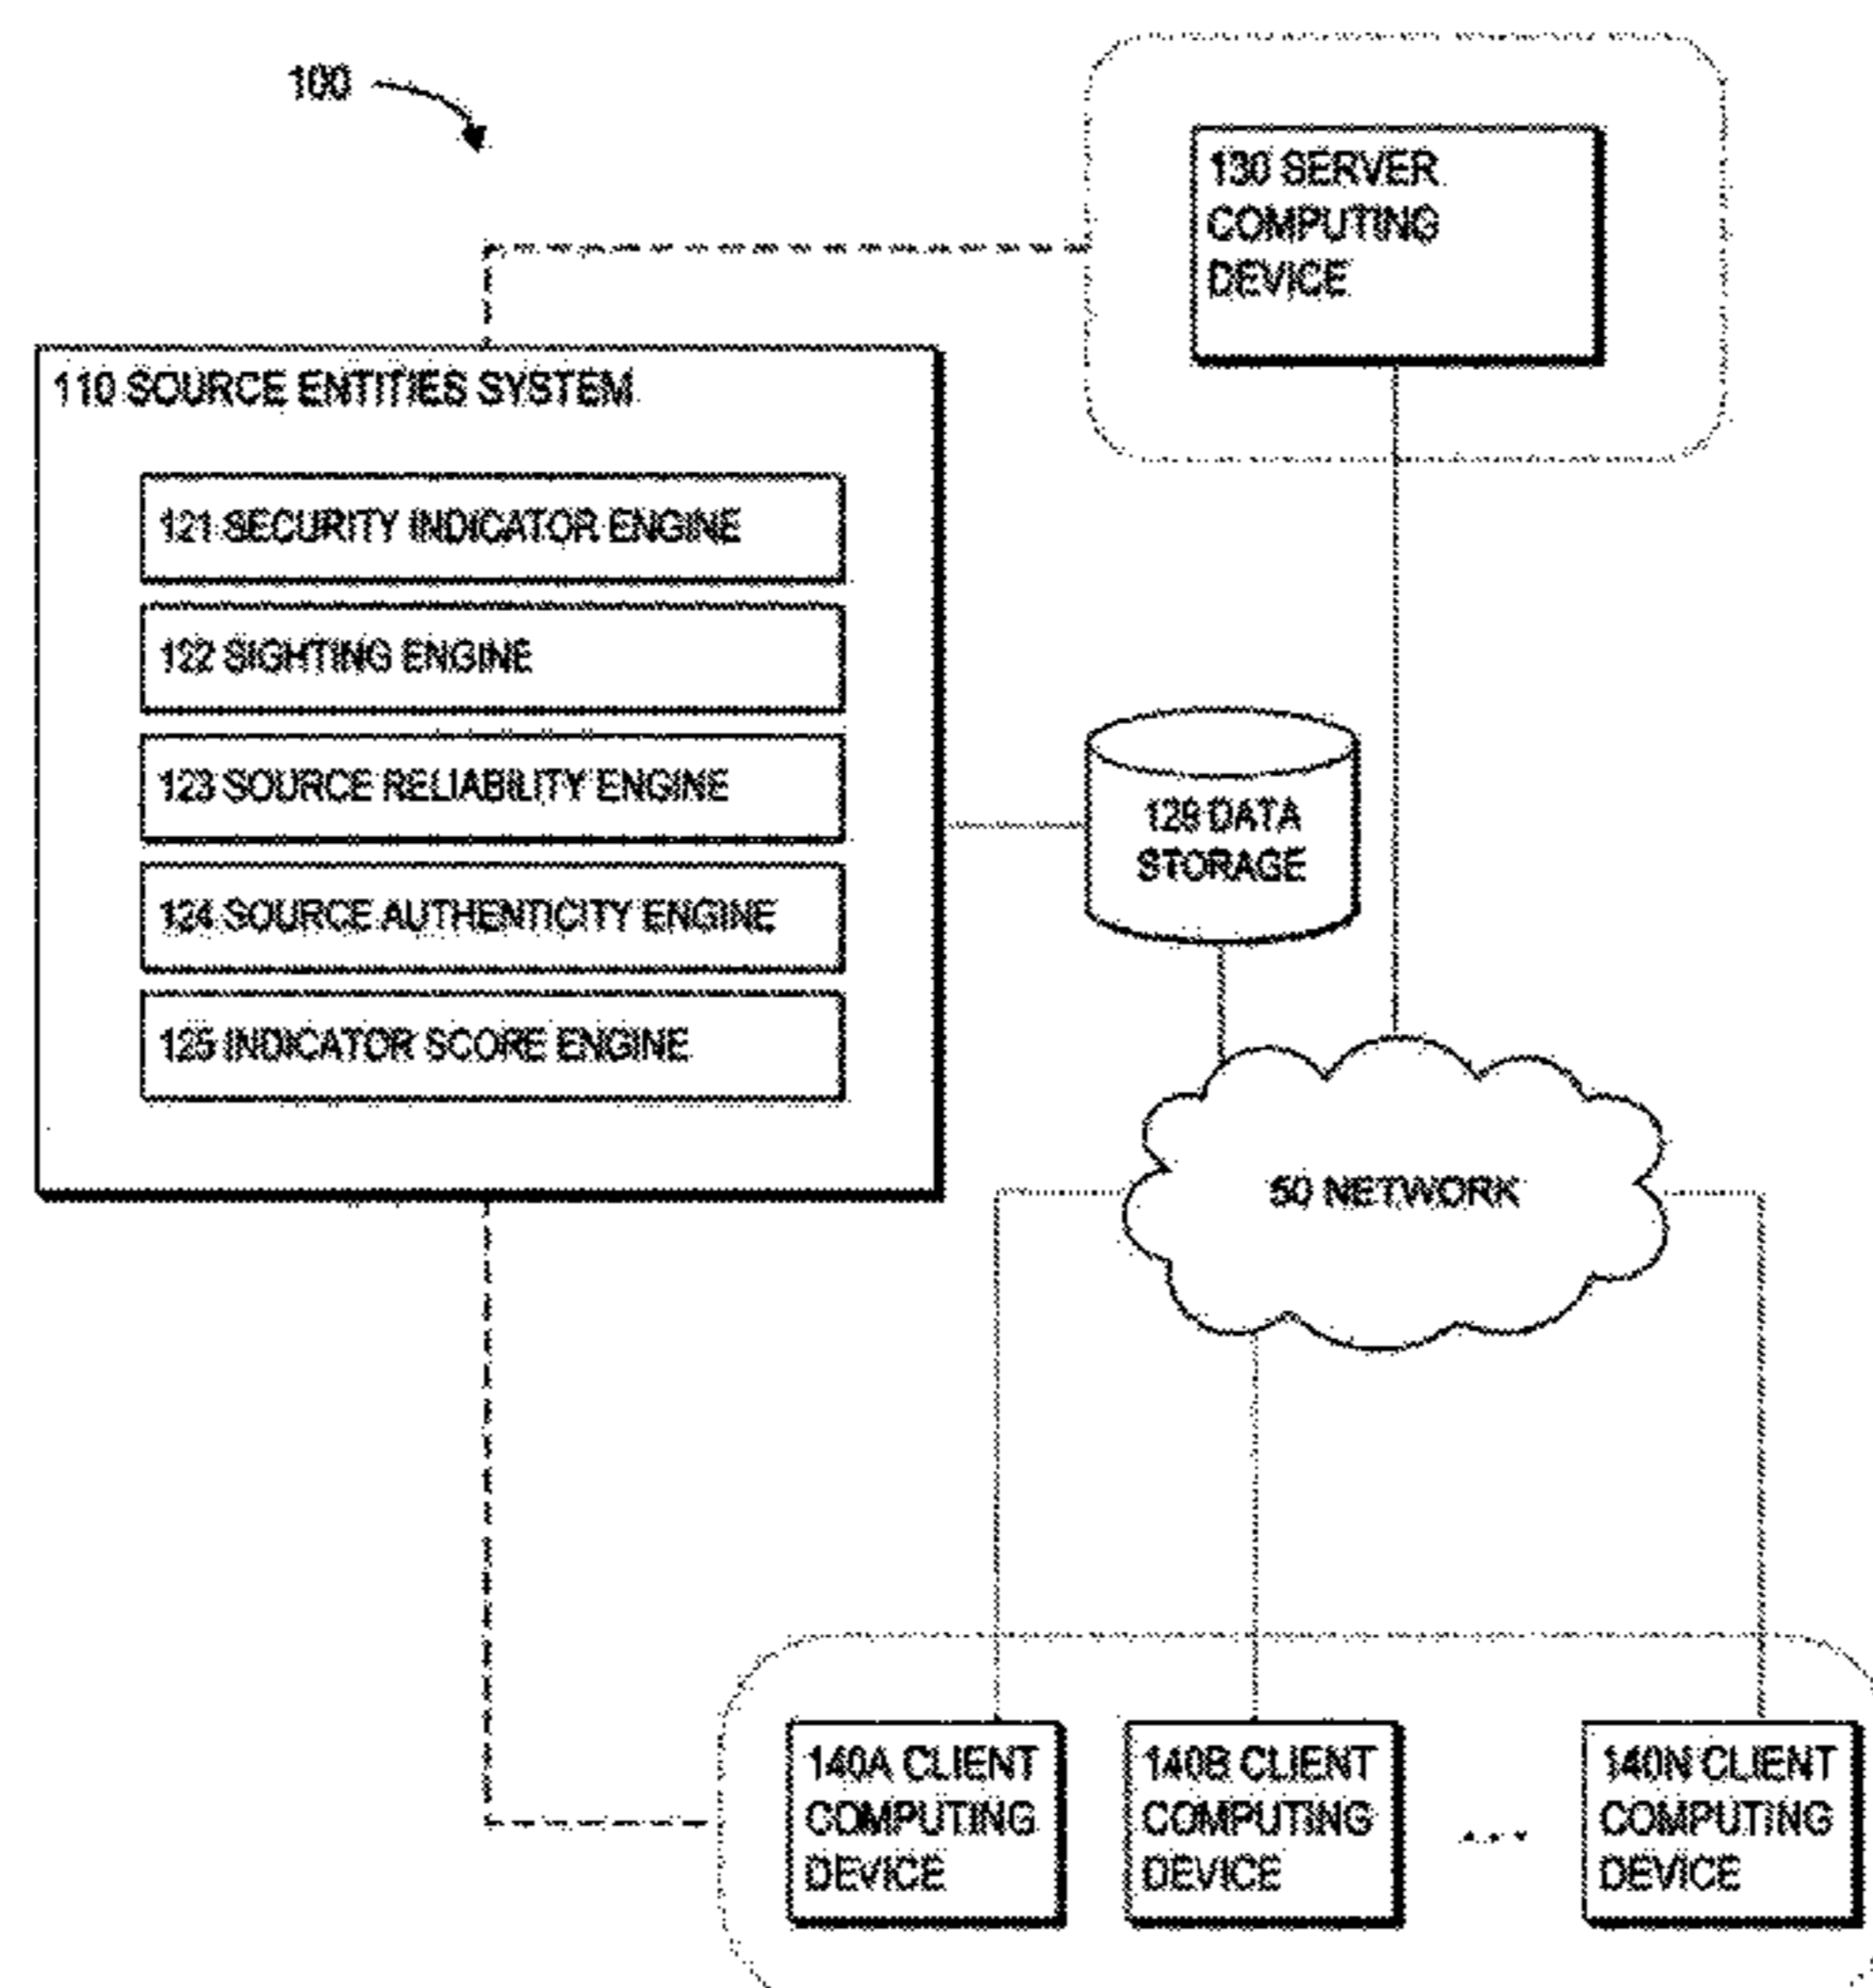 100
130 SERVER
COMPUTING
DEVICE
110 SOURCE ENTITIES SYSTEM
121 SECURITY INDICATOR ENGINE
122 SIGHTING ENGINE
123 SOURCE RELIABILITY ENGINE
124 SOURCE AUTHENTICITY ENGINE
125 INDICATOR SCORE ENGINE
129 DATA
STORAGE
50 NETWORK
140A CLIENT
COMPUTING
DEVICE
140B CLIENT
COMPUTING
DEVICE
...
140N CLIENT
COMPUTING
DEVICE